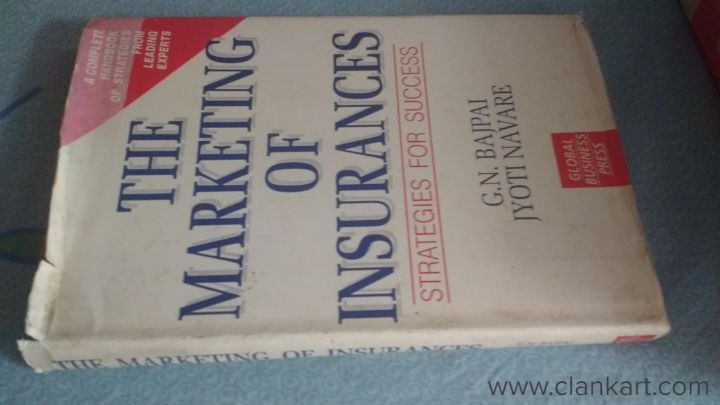 A COMPLETE
HANDBOOK
OF STRATEGIES
FROM
LEADING
EXPERTS
THE
MARKETING
OF
INSURANCES
STRATEGIES FOR SUCCESS
G.N. BAJPAI
JYOTI NAVARE
GLOBAL
BUSINESS
PRESS
THE MARKETING OF INSURANCES
www.clankart.com